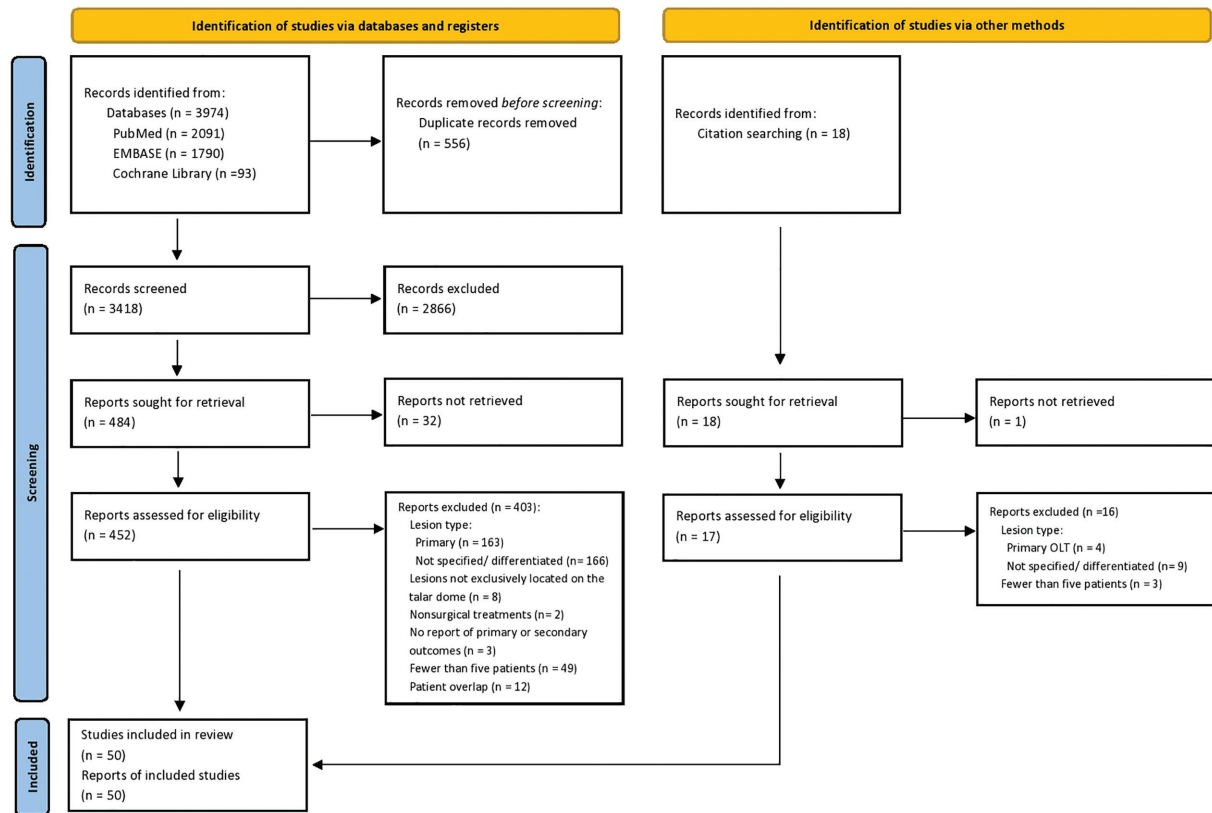 Identification of studies via databases and registers
Identification of studies via other methods
Identification
Records identified from:
Databases (n = 3974)
PubMed (n = 2091)
EMBASE (n = 1790)
Cochrane Library (n =93)
Records removed before screening:
Duplicate records removed
(n = 556)
Records identified from:
Citation searching (n = 18)
Screening
Records screened
(n = 3418)
Records excluded
(n = 2866)
Reports sought for retrieval
(n = 484)
Reports not retrieved
(n = 32)
Reports sought for retrieval
(n = 18)
Reports not retrieved
(n = 1)
Reports assessed for eligibility
(n = 452)
Reports excluded (n = 403):
Lesion type:
Primary (n = 163)
Not specified/ differentiated (n= 166)
Lesions not exclusively located on the
talar dome (n = 8)
Nonsurgical treatments (n= 2)
No report of primary or secondary
outcomes (n = 3)
Fewer than five patients (n = 49)
Patient overlap (n = 12)
Reports assessed for eligibility
(n = 17)
Reports excluded (n =16)
Lesion type:
Primary OLT (n = 4)
Not specified/ differentiated (n= 9)
Fewer than five patients (n = 3)
Included
Studies included in review
(n = 50)
Reports of included studies
(n = 50)